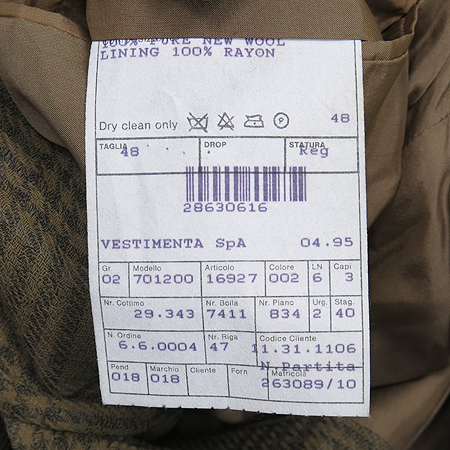 100% PURE NEW WOOL
LINING 100% RAYON
Dry clean only P 48
TAGLIA 48 DROP STATURA Reg
28630616
VESTIMENTA SpA 04.95
Gr. Modello Articolo Colore LN Capi
02 701200 16927 002 6 3
Nr. Cottimo Nr. Bolla Nr. Piano Urg. Stag.
29.343 7411 834 2 40
N. Ordine Nr. Riga Codice Cliente
6.6.0004 47 11.31.1106
N.Partita
Pend. Marchio Cliente Forn Matricola
018 018 263089/10